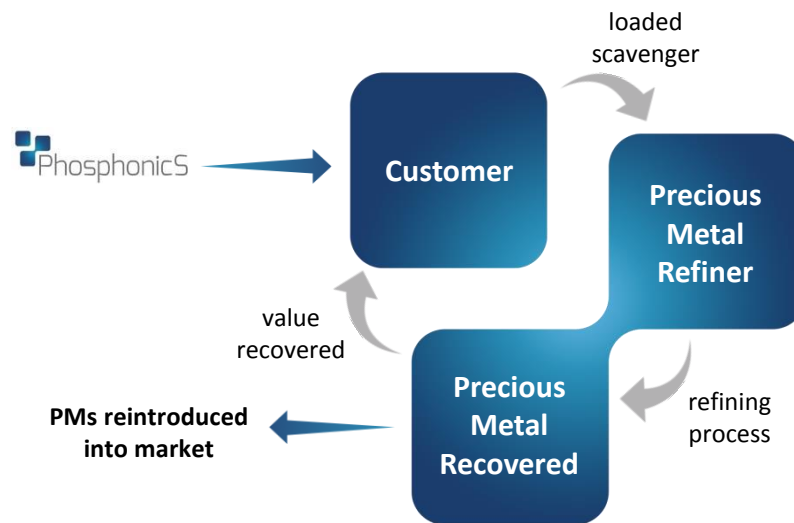 loaded
scavenger
PhosphonicS
Customer
Precious
Metal
Refiner
value
recovered
Precious
Metal
Recovered
refining
process
PMs reintroduced
into market